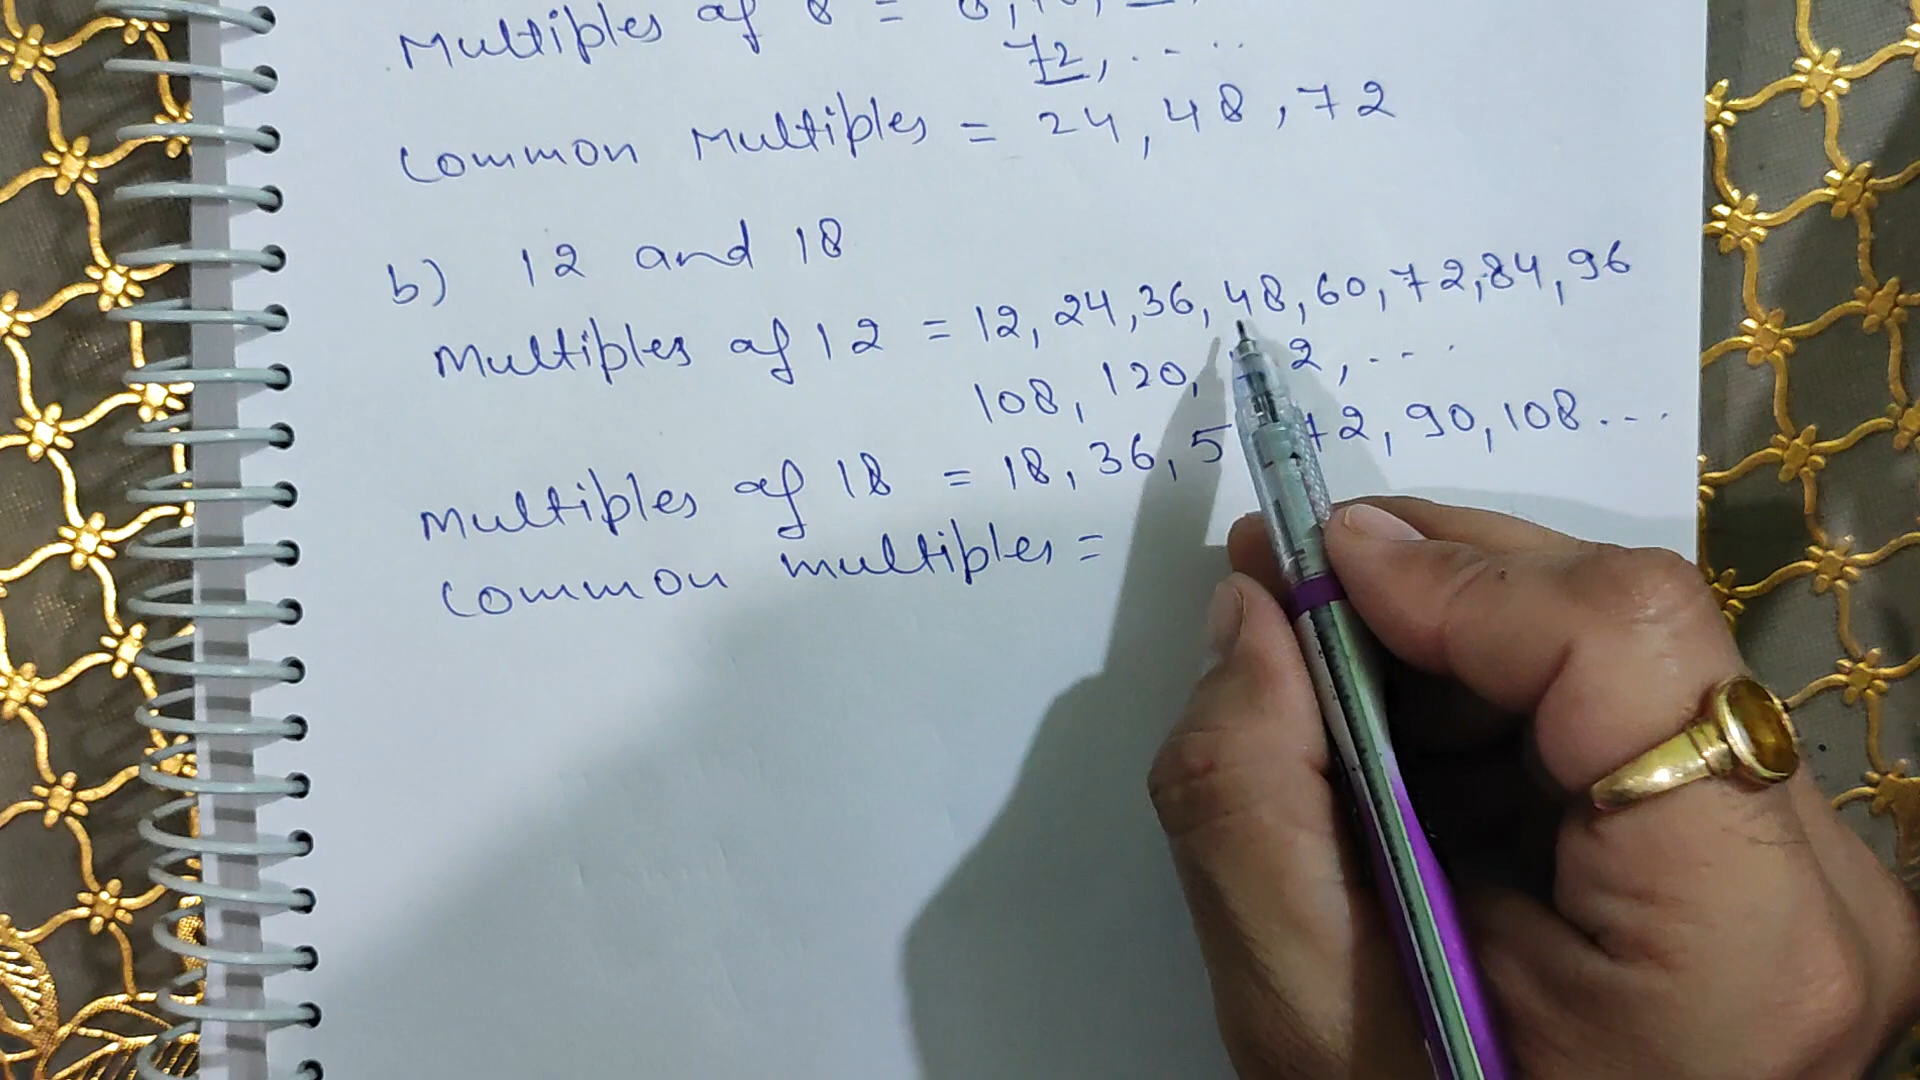 Multiples of 8 =
72, ....
Common Multiples = 24, 48, 72
b) 12 and 18
Multiples of 12 = 12, 24, 36, 48, 60, 72, 84, 96
108, 120, 2, ....
Multiples of 18 = 18, 36, 5 72, 90, 108 ...
Common multiples =